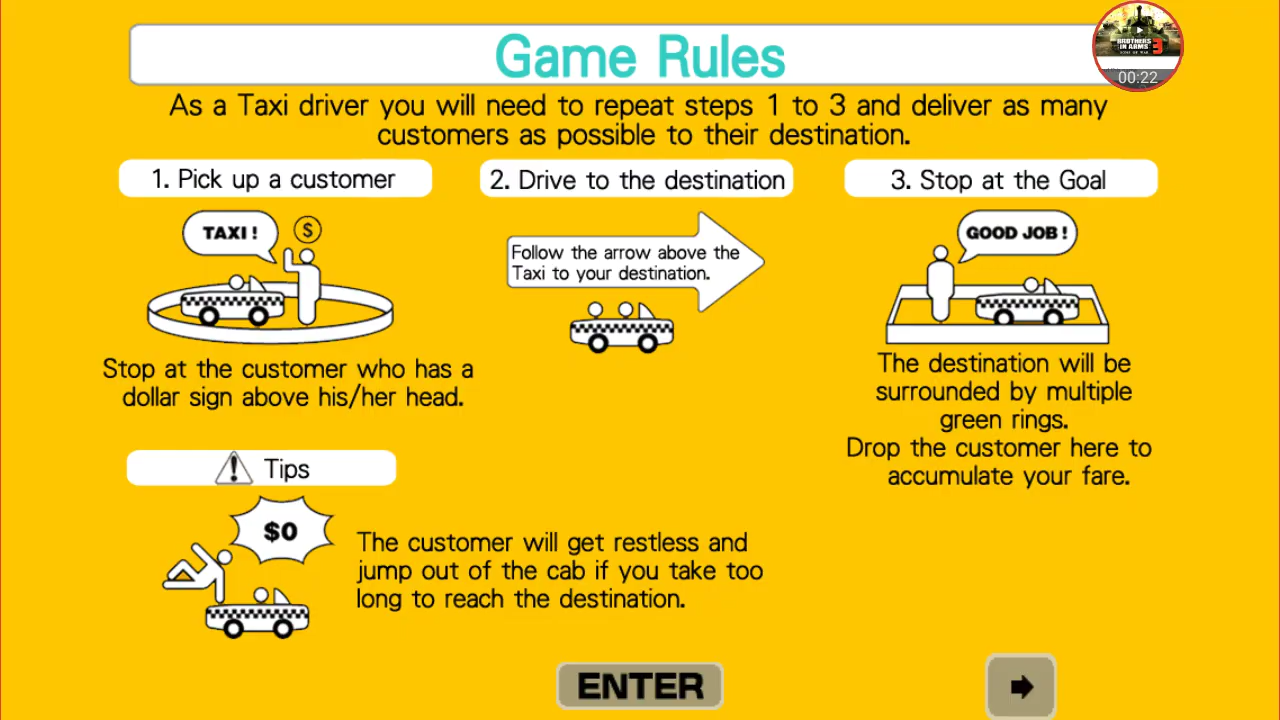 Game Rules
BROTHERS
IN ARMS 3
00:22
As a Taxi driver you will need to repeat steps 1 to 3 and deliver as many
customers as possible to their destination.
1. Pick up a customer
TAXI !
$
Stop at the customer who has a
dollar sign above his/her head.
2. Drive to the destination
Follow the arrow above the
Taxi to your destination.
3. Stop at the Goal
GOOD JOB !
The destination will be
surrounded by multiple
green rings.
Drop the customer here to
accumulate your fare.
! Tips
$0
The customer will get restless and
jump out of the cab if you take too
long to reach the destination.
ENTER